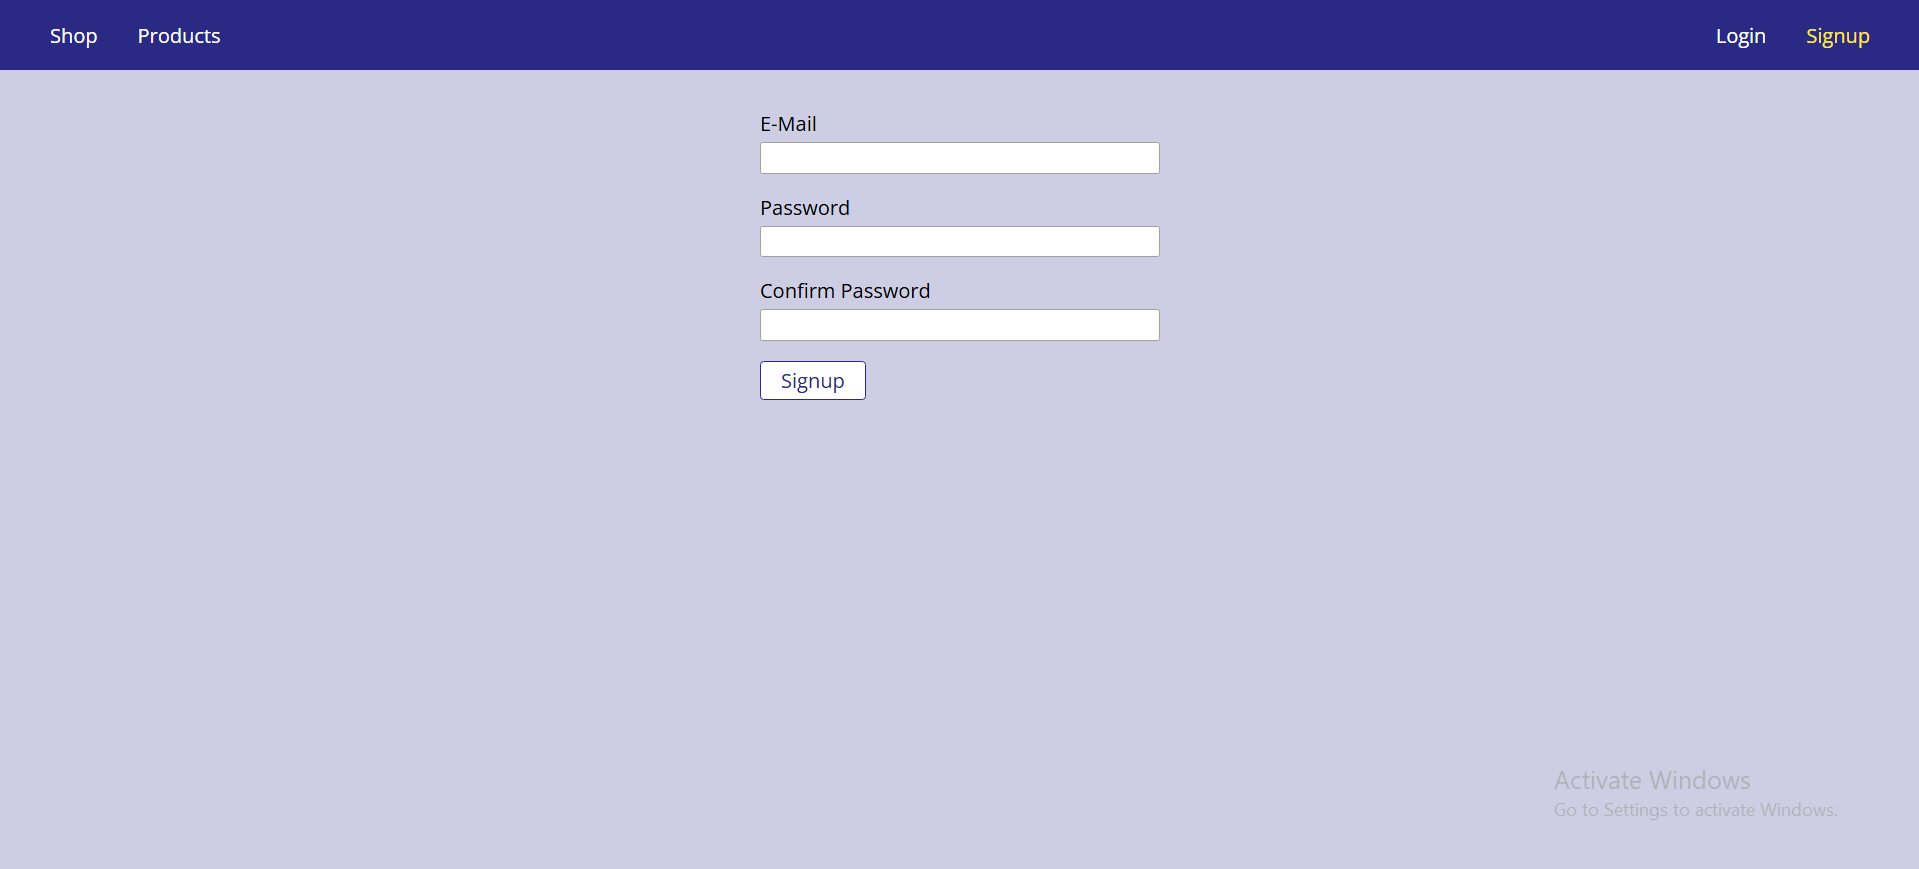 Shop Products Login Signup
E-Mail
Password
Confirm Password
Signup
Activate Windows
Go to Settings to activate Windows.